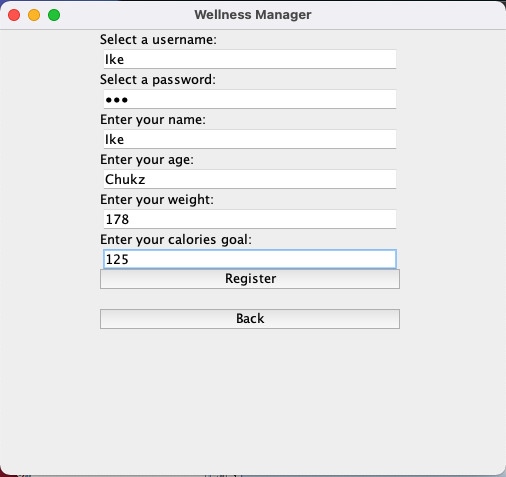 Wellness Manager
Select a username:
Ike
Select a password:
●●●
Enter your name:
Ike
Enter your age:
Chukz
Enter your weight:
178
Enter your calories goal:
125
Register
Back